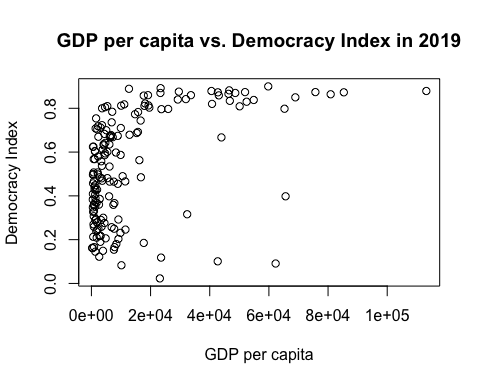 GDP per capita vs. Democracy Index in 2019
Democracy Index
0.8
0.6
0.4
0.2
0.0
0e+00 2e+04 4e+04 6e+04 8e+04 1e+05
GDP per capita